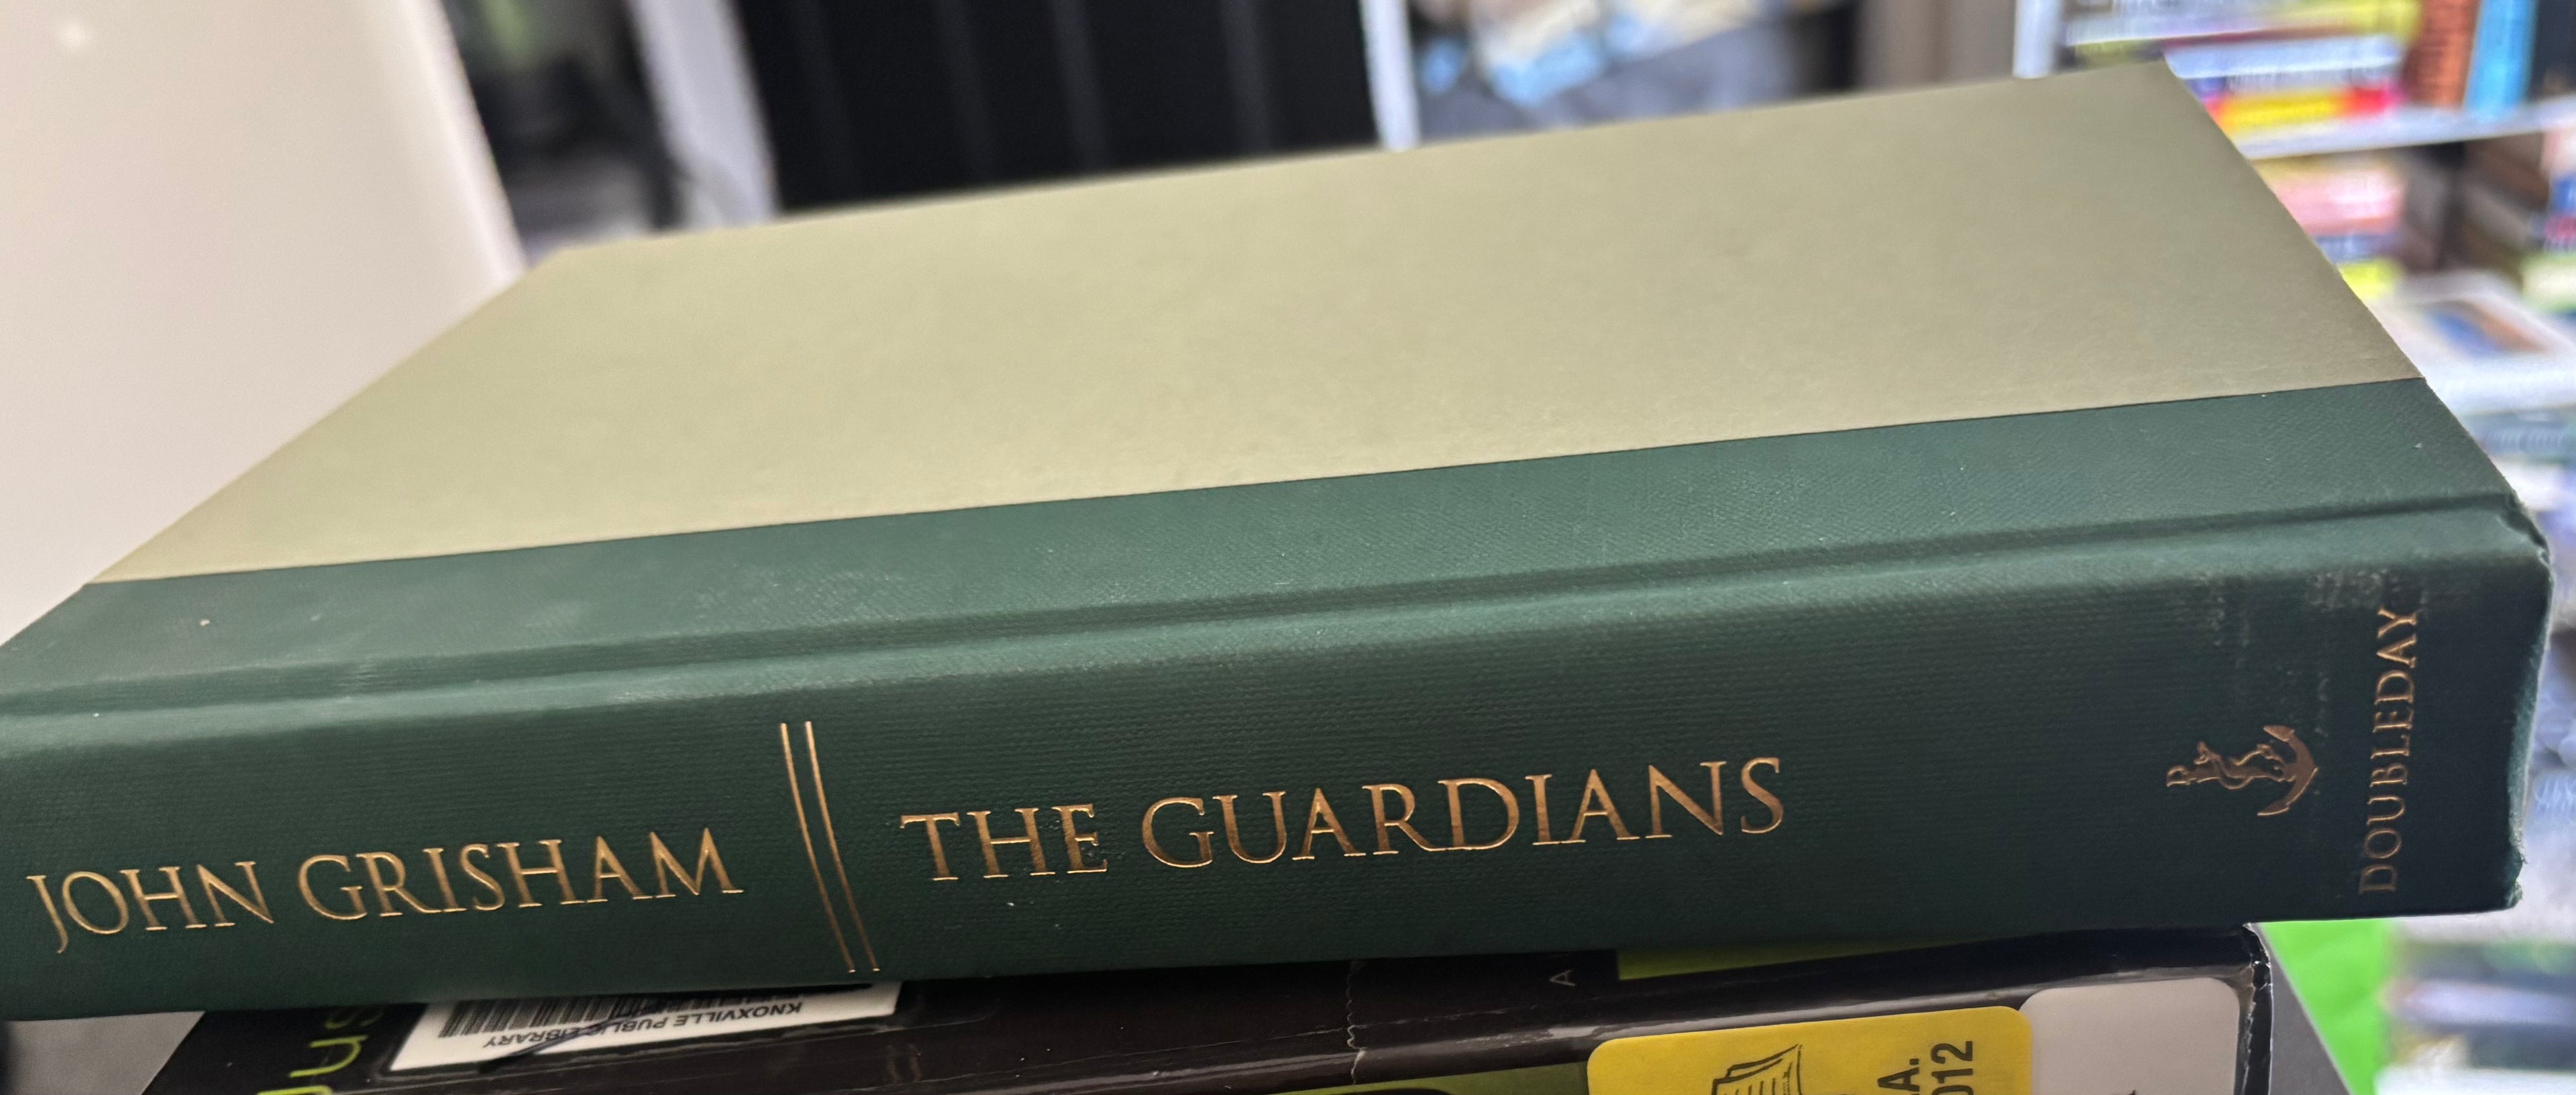 JOHN GRISHAM
THE GUARDIANS
DOUBLEDAY
KNOXVILLE PUBLIC LIBRARY
A